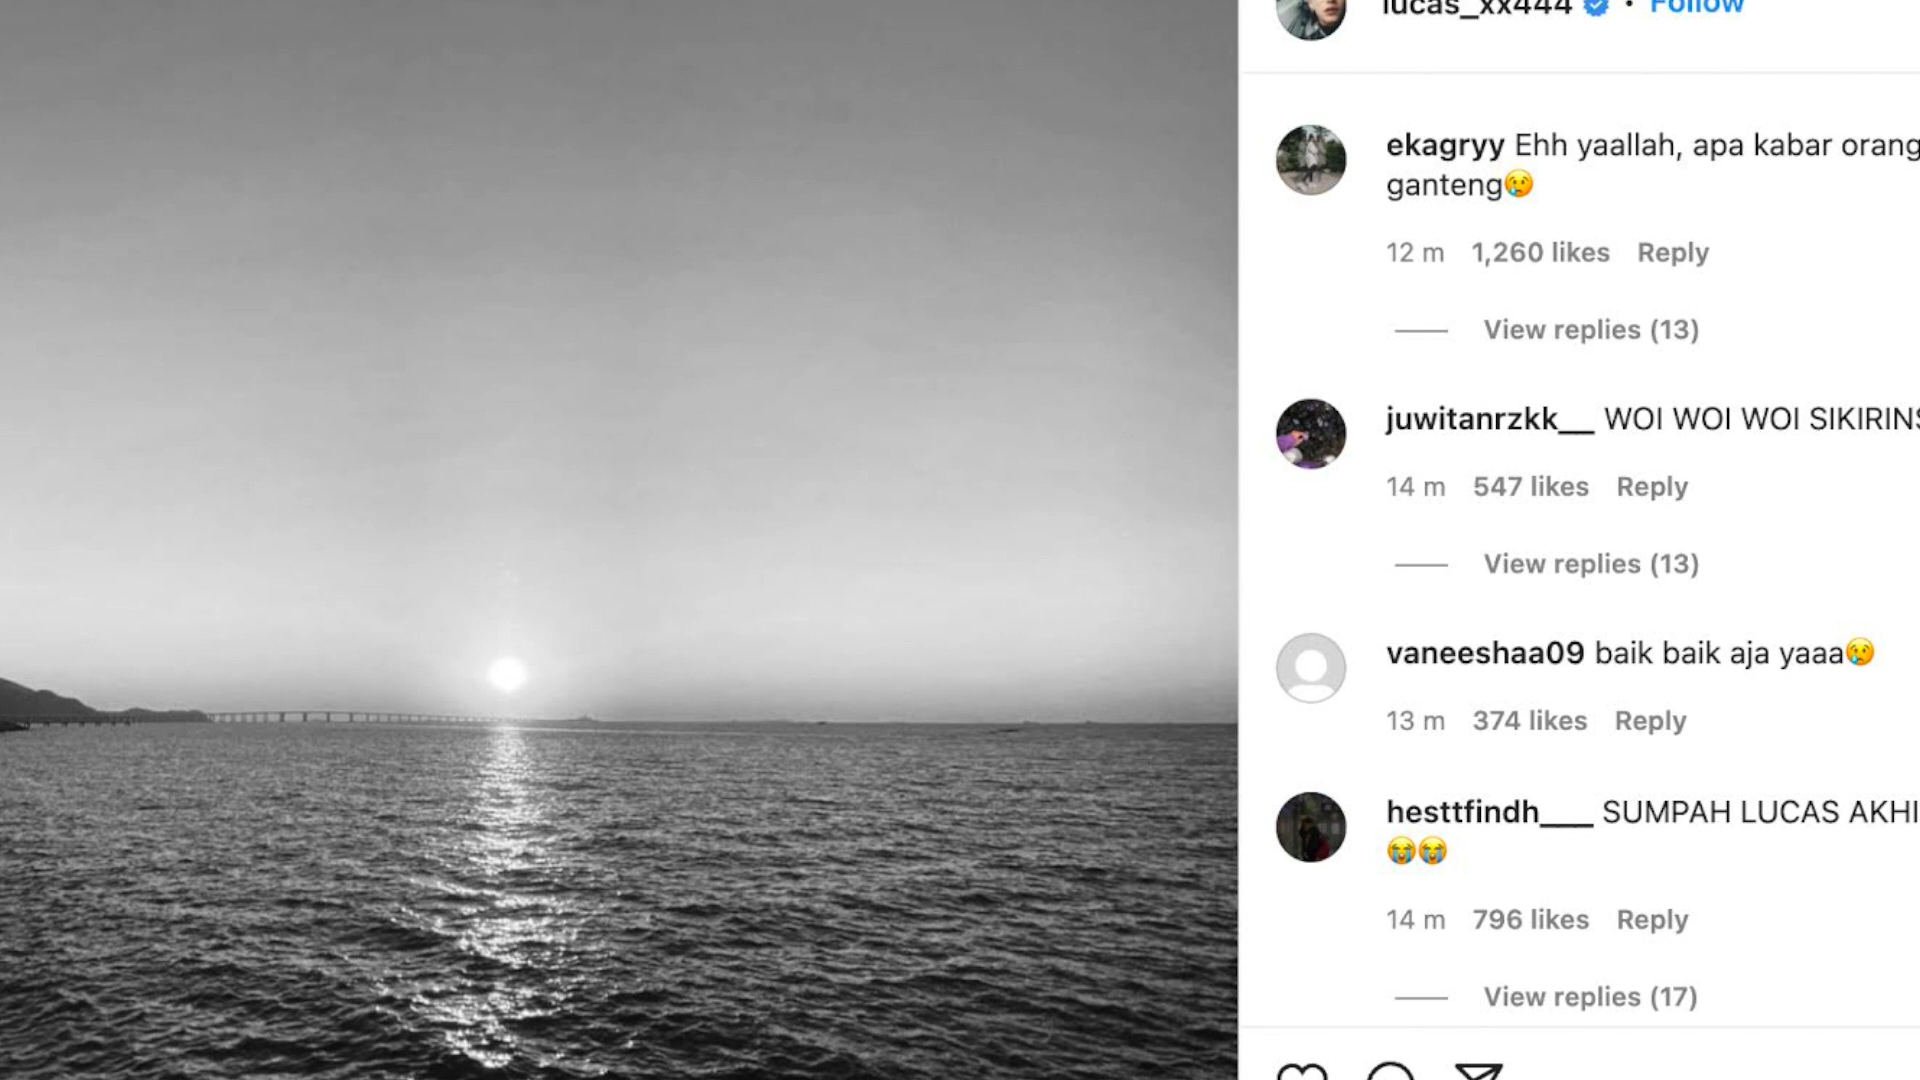 lucas_xx444 • Follow
ekagryy Ehh yaallah, apa kabar orang
ganteng😢
12 m 1,260 likes Reply
View replies (13)
juwitanrzkk__ WOI WOI WOI
14 m 547 likes Reply
View replies (13)
vaneeshaa09 baik baik aja yaaa😢
13 m 374 likes Reply
hesttfindh___ SUMPAH LUCAS
😭😭
14 m 796 likes Reply
View replies (17)